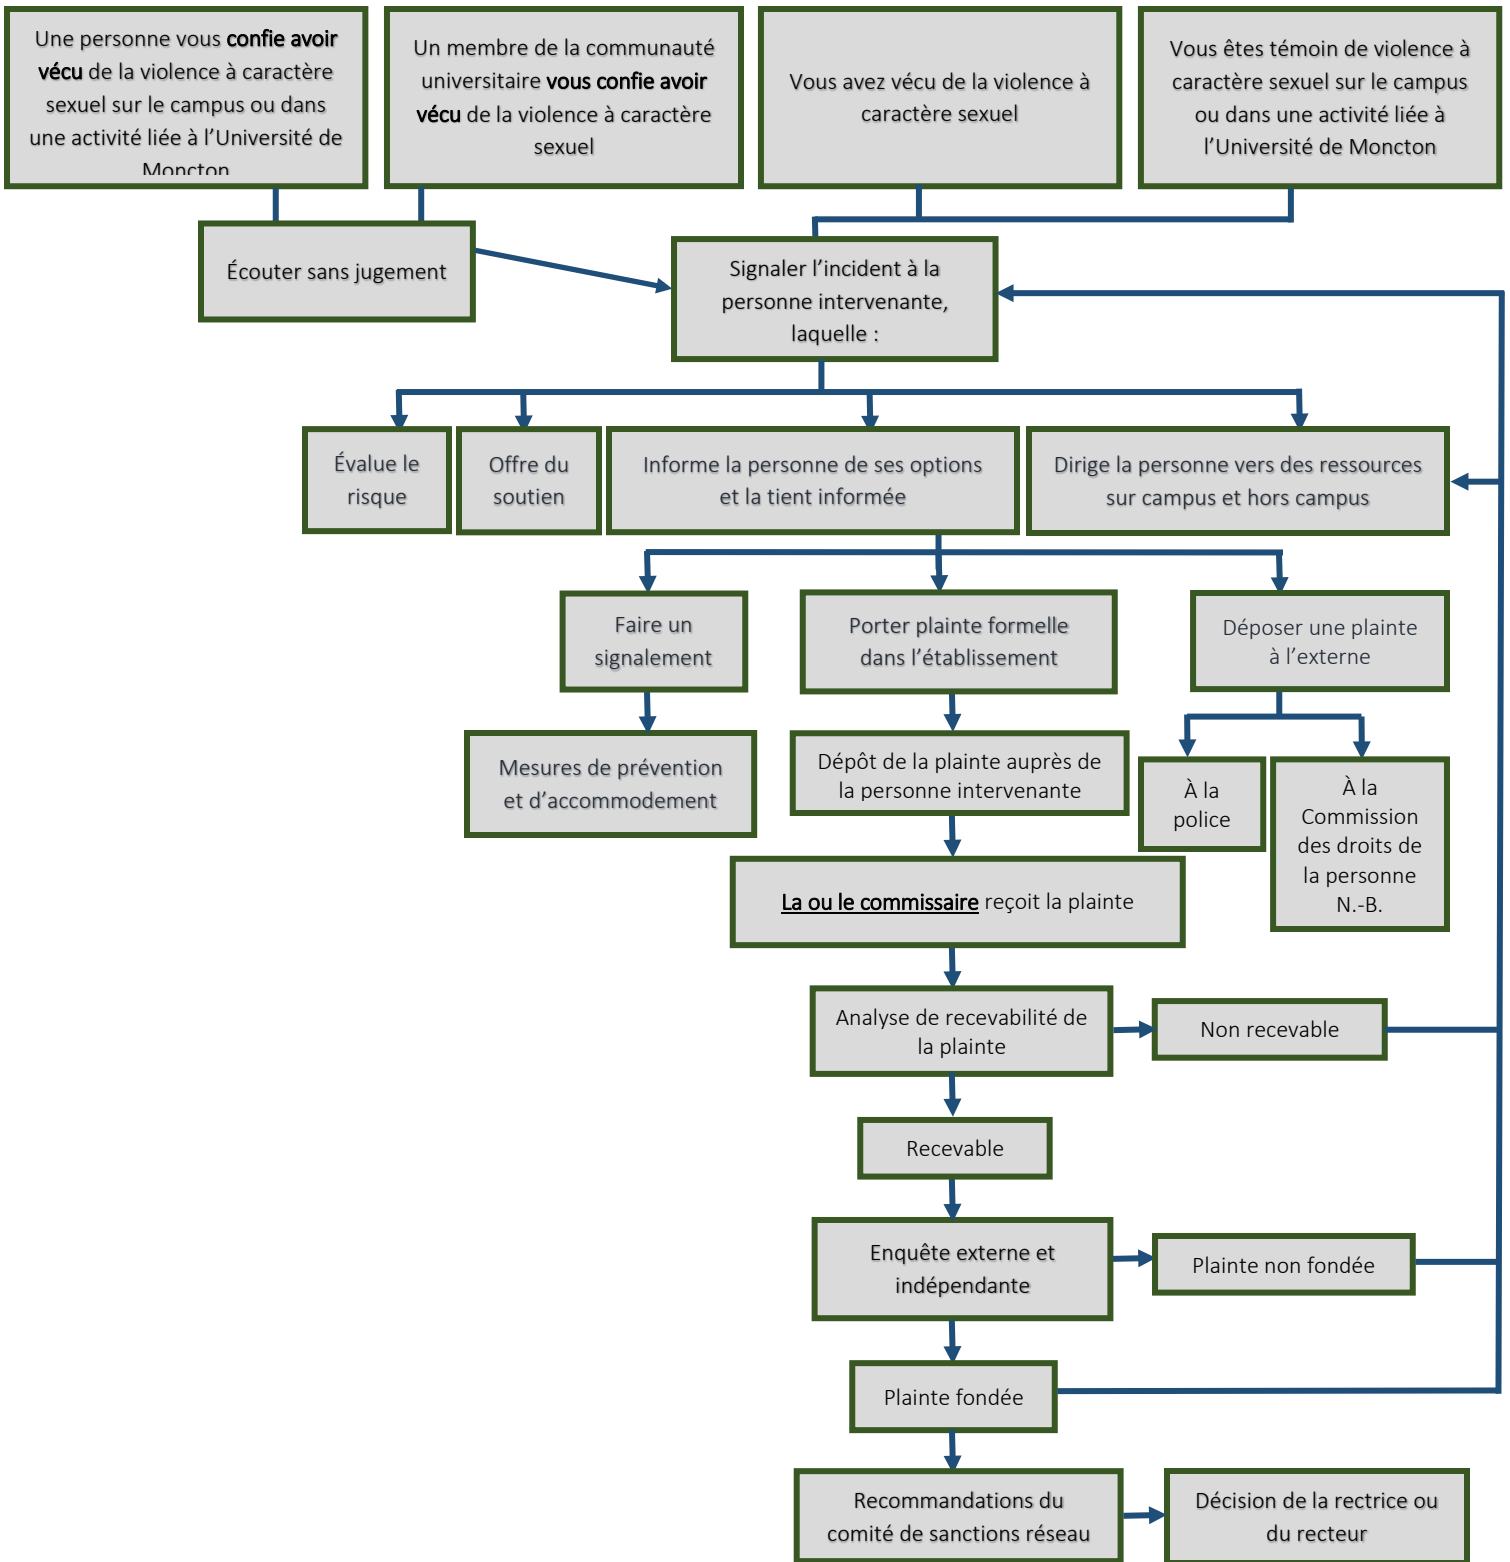 Une personne vous confie avoir
vécu de la violence à caractère
sexuel sur le campus ou dans
une activité liée à l’Université de
Moncton
Un membre de la communauté
universitaire vous confie avoir
vécu de la violence à caractère
sexuel
Vous avez vécu de la violence à
caractère sexuel
Vous êtes témoin de violence à
caractère sexuel sur le campus
ou dans une activité liée à
l’Université de Moncton
Écouter sans jugement
Signaler l’incident à la
personne intervenante,
laquelle :
Évalue le
risque
Offre du
soutien
Informe la personne de ses options
et la tient informée
Dirige la personne vers des ressources
sur campus et hors campus
Faire un
signalement
Porter plainte formelle
dans l’établissement
Déposer une plainte
à l’externe
Mesures de prévention
et d’accommodement
Dépôt de la plainte auprès de
la personne intervenante
À la
police
À la
Commission
des droits de
la personne
N.-B.
La ou le commissaire reçoit la plainte
Analyse de recevabilité de
la plainte
Non recevable
Recevable
Enquête externe et
indépendante
Plainte non fondée
Plainte fondée
Recommandations du
comité de sanctions réseau
Décision de la rectrice ou
du recteur